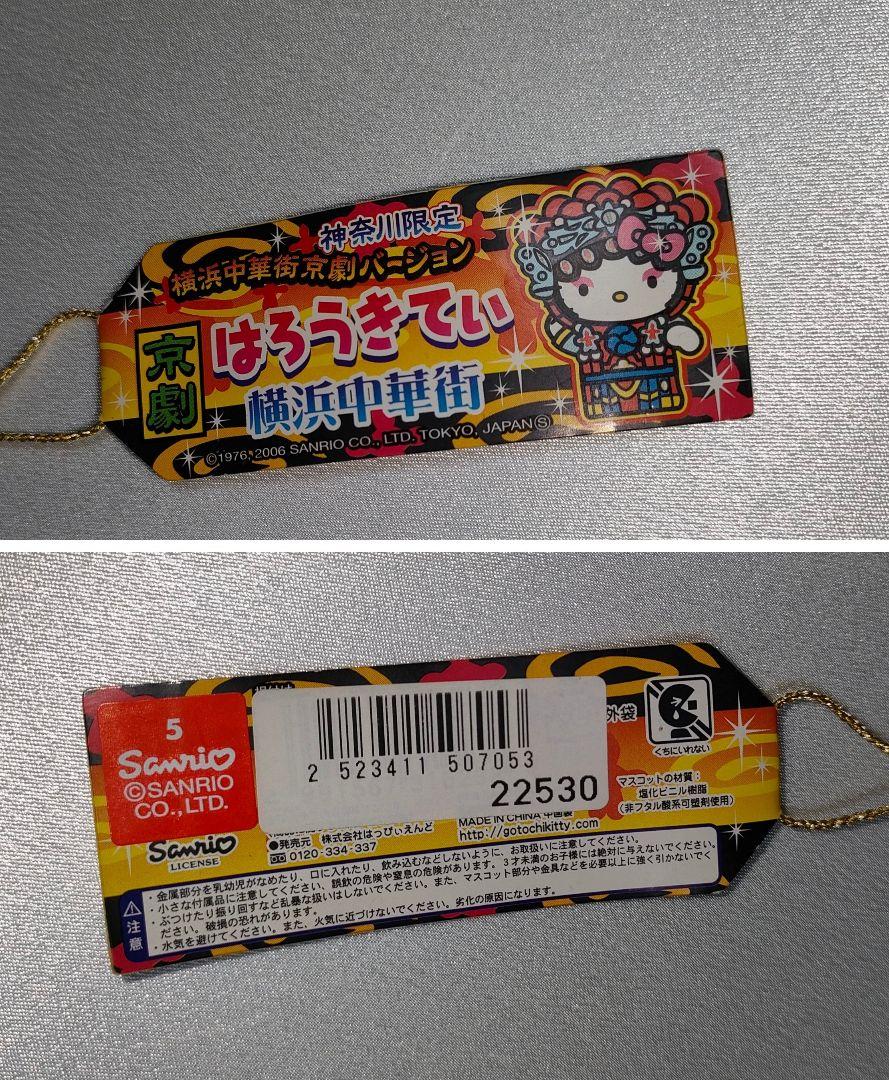 神奈川限定
横浜中華街京劇バージョン
京劇
はろうきてぃ
横浜中華街
©1976, 2006 SANRIO CO., LTD. TOKYO, JAPAN Ⓢ
5
Sanrio
©SANRIO
CO.,LTD.
2 523411 507053
22530
外袋
くちにいれない
マスコットの材質：
塩化ビニル樹脂
(非フタル酸系可塑剤使用)
Sanrio
LICENSE
●発売元 株式会社はっぴぃえんど
0120-334-337
MADE IN CHINA 中国製
http://gotochikitty.com
注意
・金属部分を乳幼児がなめたり、口に入れたり、飲み込むなどしないように、お取扱いに注意してください。
・小さな付属品に注意してください、誤飲の危険や窒息の危険があります。3才未満のお子様には絶対に与えないでください。
・ぶつけたり振り回すなど乱暴な扱いはしないでください。また、マスコット部分や金具などを必要以上に強く引かないでく
ださい。破損の恐れがあります。
・水気を避けてください。また、火気に近づけないでください。劣化の原因になります。